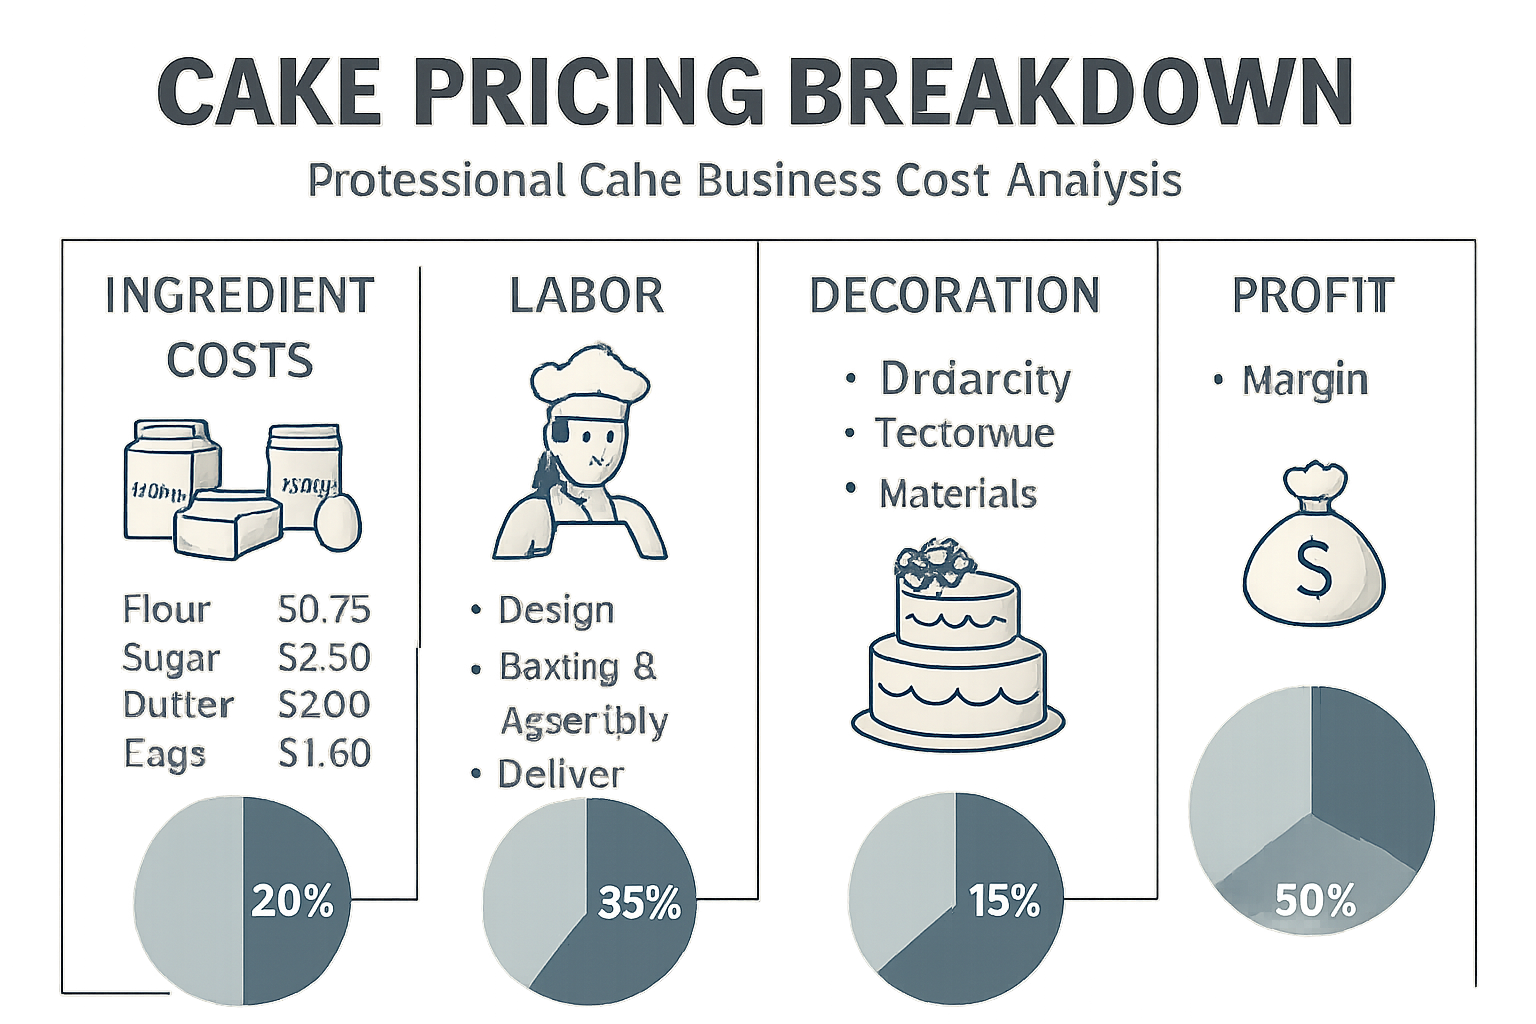 CAKE PRICING BREAKDOWN
Protessional Cahe Business Cost Anaiysis
INGREDIENT
COSTS
Flour S0.75
Sugar S2.50
Dutter S200
Eags S1.60
20%
LABOR
• Design
• Baxting &
Agseribly
• Deliver
35%
DECORATION
• Drdarcity
• Tectorwue
• Materials
15%
PROFIT
• Margin
$
50%